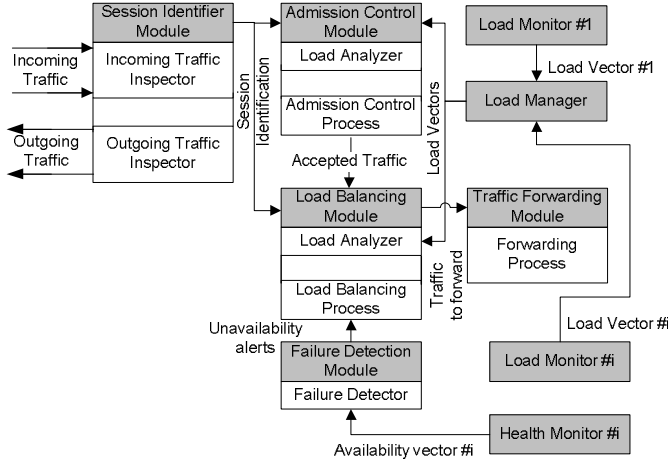 Session Identifier
Module
Incoming Traffic
Inspector
Outgoing Traffic
Inspector
Incoming
Traffic
Outgoing
Traffic
Session
Identification
Admission Control
Module
Load Analyzer
Admission Control
Process
Accepted Traffic
Load Vectors
Load Monitor #1
Load Vector #1
Load Manager
Load Balancing
Module
Load Analyzer
Load Balancing
Process
Traffic
to forward
Traffic Forwarding
Module
Forwarding
Process
Unavailability
alerts
Load Vector #i
Load Monitor #i
Failure Detection
Module
Failure Detector
Availability vector #i
Health Monitor #i